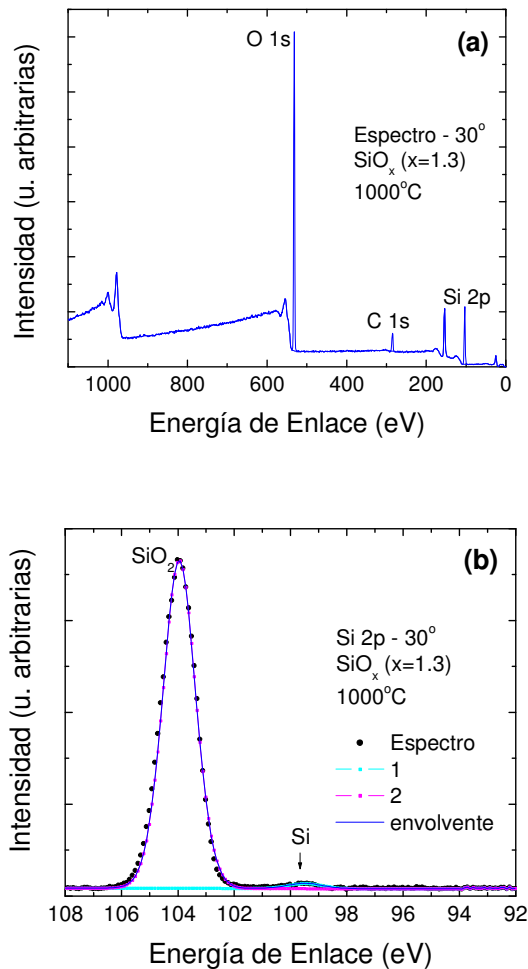 (a)
O 1s
Espectro - 30°
SiOₓ (x=1.3)
1000°C
C 1s
Si 2p
Intensidad (u. arbitrarias)
1000 800 600 400 200 0
Energía de Enlace (eV)
(b)
SiO₂
Si 2p - 30°
SiOₓ (x=1.3)
1000°C
Espectro
1
2
envolvente
Si
Intensidad (u. arbitrarias)
108 106 104 102 100 98 96 94 92
Energía de Enlace (eV)